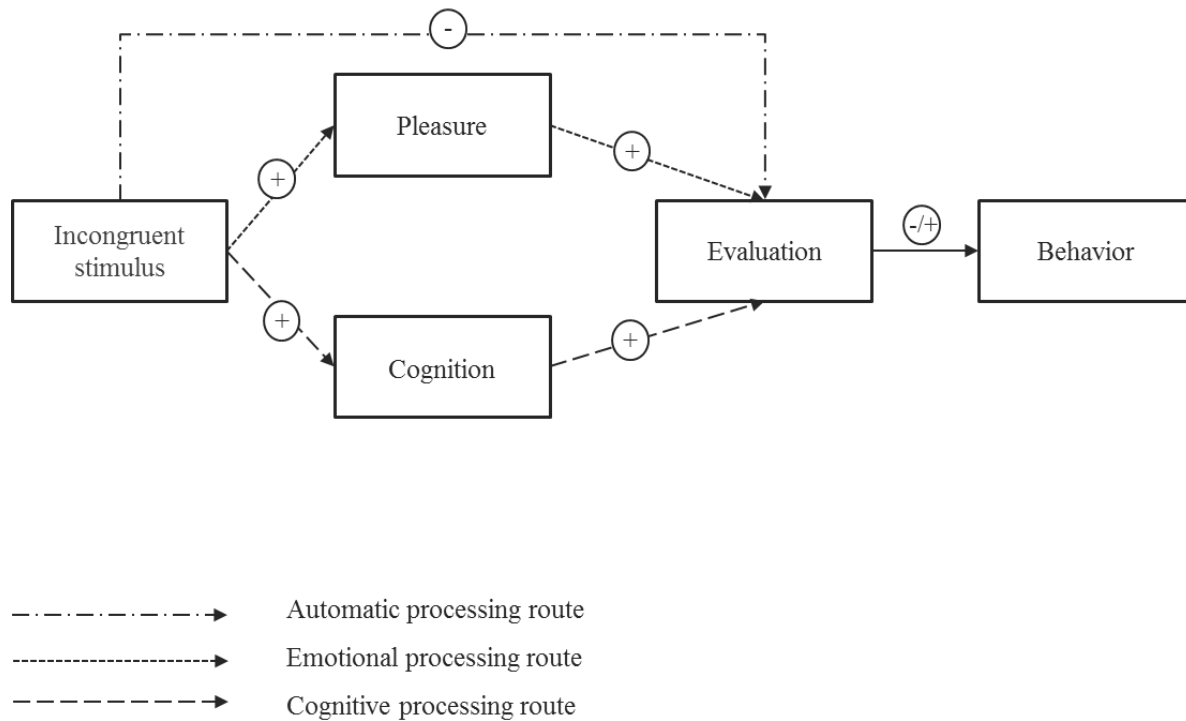 -
Pleasure
+
+
Incongruent
stimulus
Evaluation
-/+
Behavior
+
+
Cognition
Automatic processing route
Emotional processing route
Cognitive processing route